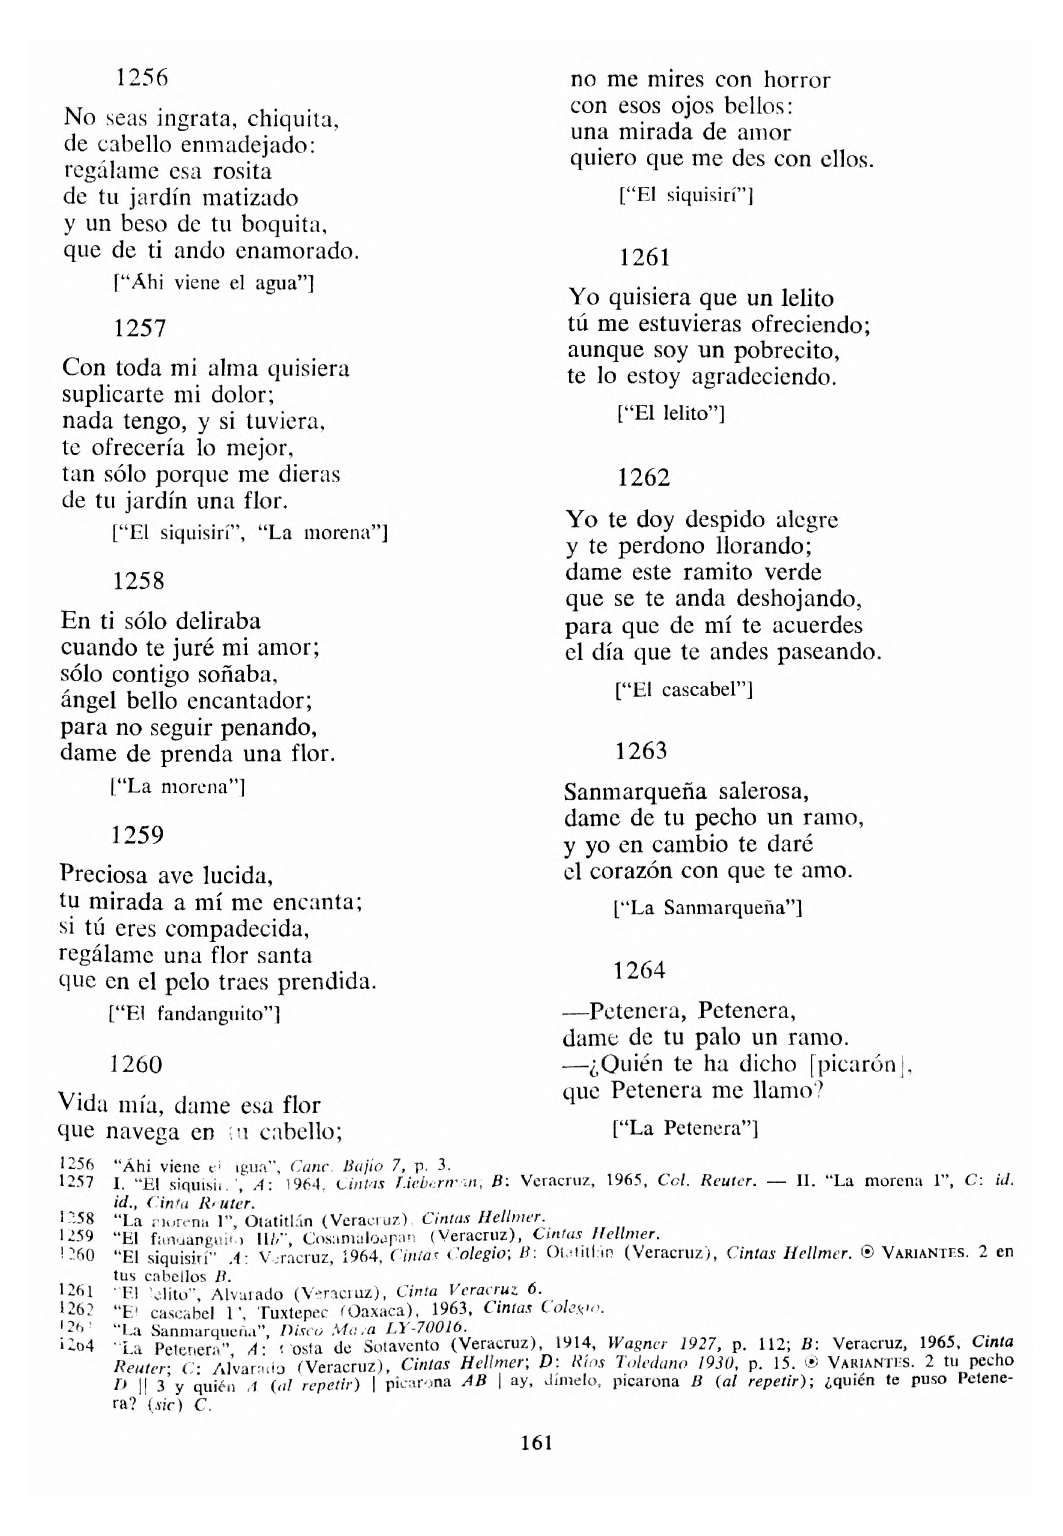 1256
No seas ingrata, chiquita,
de cabello enmadejado:
regálame esa rosita
de tu jardín matizado
y un beso de tu boquita,
que de ti ando enamorado.
[“Áhi viene el agua”]
1257
Con toda mi alma quisiera
suplicarte mi dolor;
nada tengo, y si tuviera,
te ofrecería lo mejor,
tan sólo porque me dieras
de tu jardín una flor.
[“El siquisirí”, “La morena”]
1258
En ti sólo deliraba
cuando te juré mi amor;
sólo contigo soñaba,
ángel bello encantador;
para no seguir penando,
dame de prenda una flor.
[“La morena”]
1259
Preciosa ave lucida,
tu mirada a mí me encanta;
si tú eres compadecida,
regálame una flor santa
que en el pelo traes prendida.
[“El fandanguito”]
1260
Vida mía, dame esa flor
que navega en tu cabello;
no me mires con horror
con esos ojos bellos:
una mirada de amor
quiero que me des con ellos.
[“El siquisirí”]
1261
Yo quisiera que un lelito
tú me estuvieras ofreciendo;
aunque soy un pobrecito,
te lo estoy agradeciendo.
[“El lelito”]
1262
Yo te doy despido alegre
y te perdono llorando;
dame este ramito verde
que se te anda deshojando,
para que de mí te acuerdes
el día que te andes paseando.
[“El cascabel”]
1263
Sanmarqueña salerosa,
dame de tu pecho un ramo,
y yo en cambio te daré
el corazón con que te amo.
[“La Sanmarqueña”]
1264
—Petenera, Petenera,
dame de tu palo un ramo.
—¿Quién te ha dicho [picarón],
que Petenera me llamo?
[“La Petenera”]
1256 “Áhi viene el agua”, Canc. Bajío 7, p. 3.
1257 I. “El siquisirí”, A: 1964, Cintas Lieberman, B: Veracruz, 1965, Col. Reuter. — II. “La morena I”, C: id.
id., Cinta Reuter.
1258 “La morena I”, Otatitlán (Veracruz), Cintas Hellmer.
1259 “El fandanguito IIb”, Cosamaloapan (Veracruz), Cintas Hellmer.
1260 “El siquisirí” A: Veracruz, 1964, Cintas Colegio; B: Otatitlán (Veracruz), Cintas Hellmer. ⊙ VARIANTES. 2 en
tus cabellos B.
1261 “El lelito”, Alvarado (Veracruz), Cinta Veracruz 6.
1262 “El cascabel I”, Tuxtepec (Oaxaca), 1963, Cintas Colegio.
1263 “La Sanmarqueña”, Disco LY-70016.
1264 “La Petenera”, A: Costa de Sotavento (Veracruz), 1914, Wagner 1927, p. 112; B: Veracruz, 1965, Cinta
Reuter; C: Alvarado (Veracruz), Cintas Hellmer; D: Ríos Toledano 1930, p. 15. ⊙ VARIANTES. 2 tu pecho
D || 3 y quién A (al repetir) | picarona AB | ay, dímelo, picarona B (al repetir); ¿quién te puso Petene-
ra? (sic) C.
161